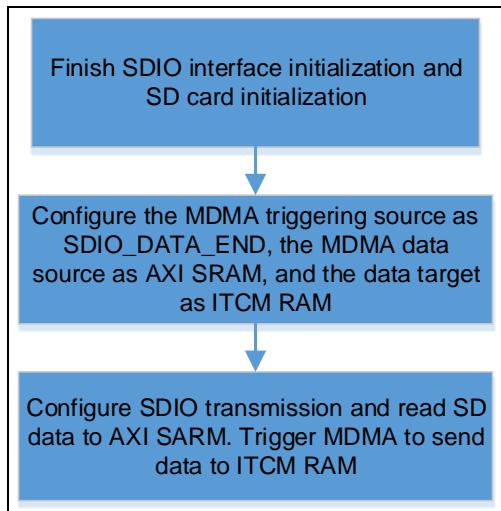 Finish SDIO interface initialization and
SD card initialization
Configure the MDMA triggering source as
SDIO_DATA_END, the MDMA data
source as AXI SRAM, and the data target
as ITCM RAM
Configure SDIO transmission and read SD
data to AXI SARM. Trigger MDMA to send
data to ITCM RAM